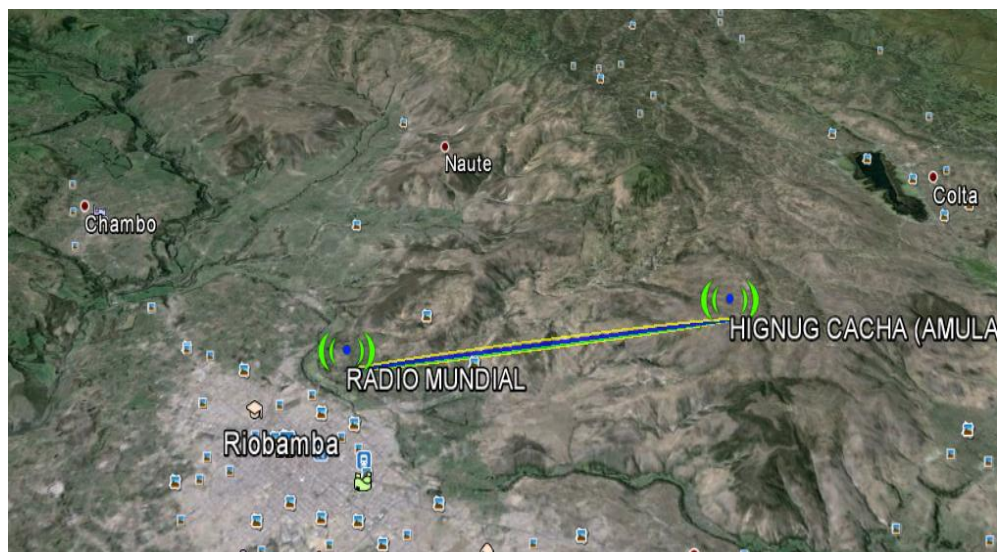 Naute
Colta
Chambo
HIGNUG CACHA (AMULA
RADIO MUNDIAL
Riobamba